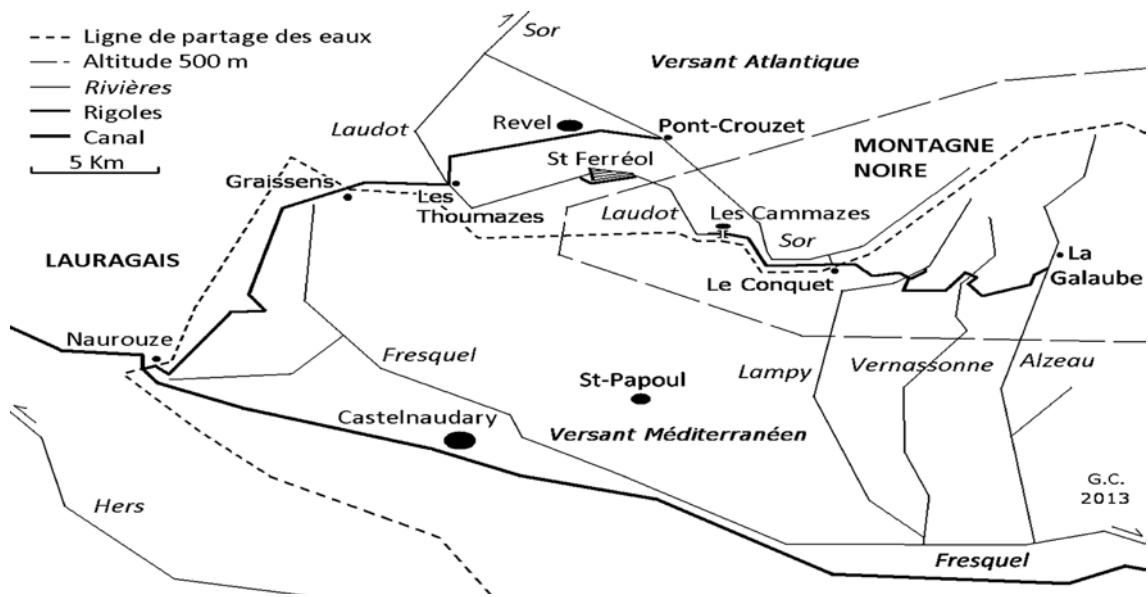 Ligne de partage des eaux
Altitude 500 m
Rivières
Rigoles
Canal
5 Km
Sor
Versant Atlantique
Laudot
Revel
Pont-Crouzet
St Ferréol
MONTAGNE
NOIRE
Graissens
Les
Thoumazes
Laudot
Les Cammazes
Sor
LAURAGAIS
Le Conquet
La
Galaube
Naurouze
Fresquel
St-Papoul
Lampy
Vernassonne
Alzeau
Castelnaudary
Versant Méditerranéen
Hers
G.C.
2013
Fresquel